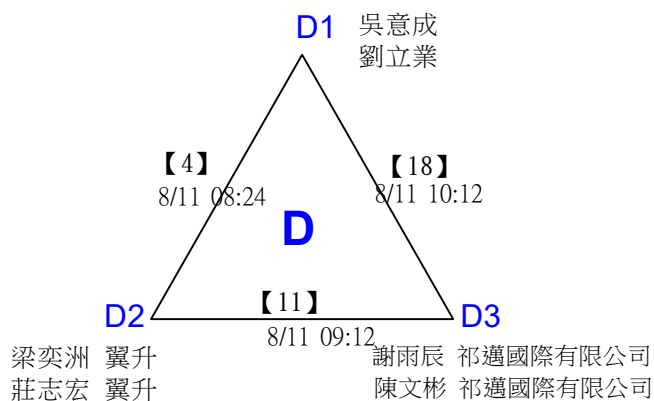 D1
吳意成
劉立業
【4】
8/11 08:24
【18】
8/11 10:12
D
【11】
8/11 09:12
D2
梁奕洲 翼升
莊志宏 翼升
D3
謝雨辰 祁邁國際有限公司
陳文彬 祁邁國際有限公司